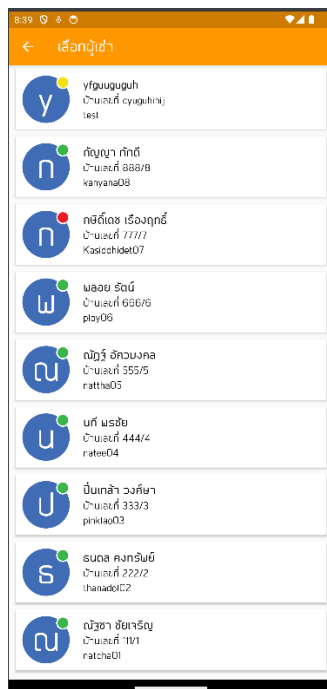 8:39
เลือกผู้เช่า
y
yfguuguguh
บ้านเลขที่ cyuguhihij
test
ก
กัญญา ภักดี
บ้านเลขที่ 888/8
kanyana08
ก
กษิดิ์เดช เรืองฤทธิ์
บ้านเลขที่ 777/7
Kasiddhidet07
พ
พลอย รัตน์
บ้านเลขที่ 666/6
ploy06
ณ
ณัฏฐ์ อัศวมงคล
บ้านเลขที่ 555/5
nattha05
น
นที พรชัย
บ้านเลขที่ 444/4
natee04
ป
ปิ่นเกล้า วงศ์ษา
บ้านเลขที่ 333/3
pinklao03
ธ
ธนดล คงทรัพย์
บ้านเลขที่ 222/2
thanadol02
ณ
ณัฐชา ชัยเจริญ
บ้านเลขที่ 111/1
natcha01